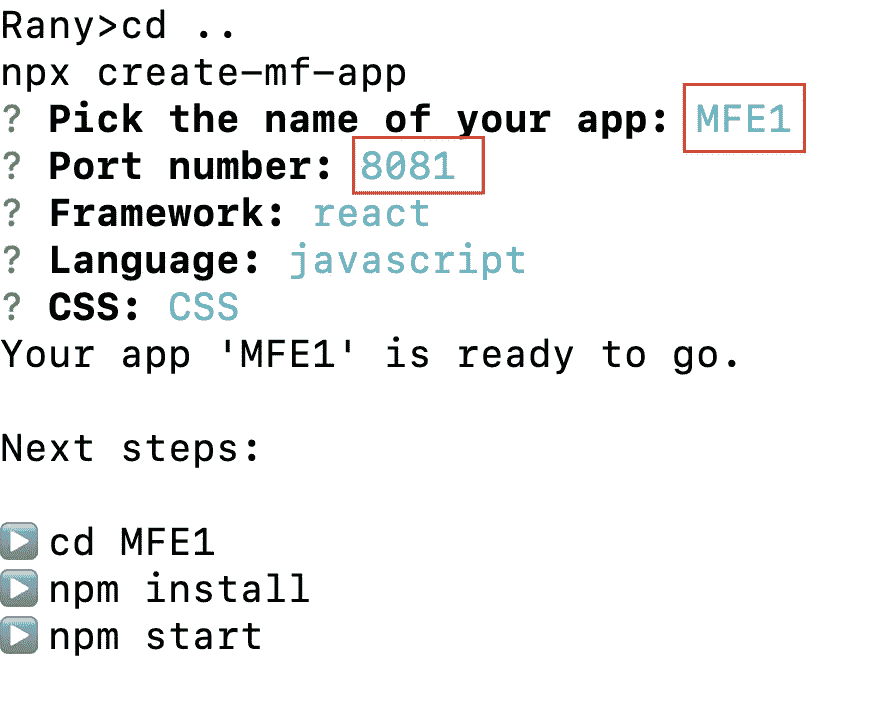 Rany>cd ..
npx create-mf-app
? Pick the name of your app: MFE1
? Port number: 8081
? Framework: react
? Language: javascript
? CSS: CSS
Your app 'MFE1' is ready to go.
Next steps:
▶️ cd MFE1
▶️ npm install
▶️ npm start